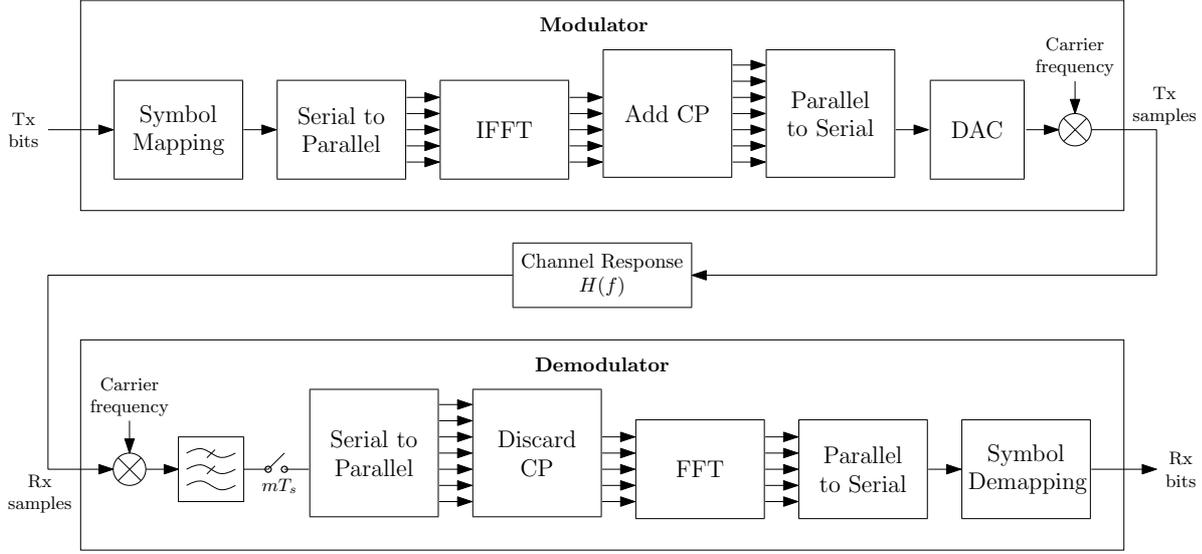 Modulator
Tx
bits
Symbol
Mapping
Serial to
Parallel
IFFT
Add CP
Parallel
to Serial
DAC
Carrier
frequency
Tx
samples
Channel Response
H(f)
Demodulator
Rx
samples
Carrier
frequency
mTs
Serial to
Parallel
Discard
CP
FFT
Parallel
to Serial
Symbol
Demapping
Rx
bits